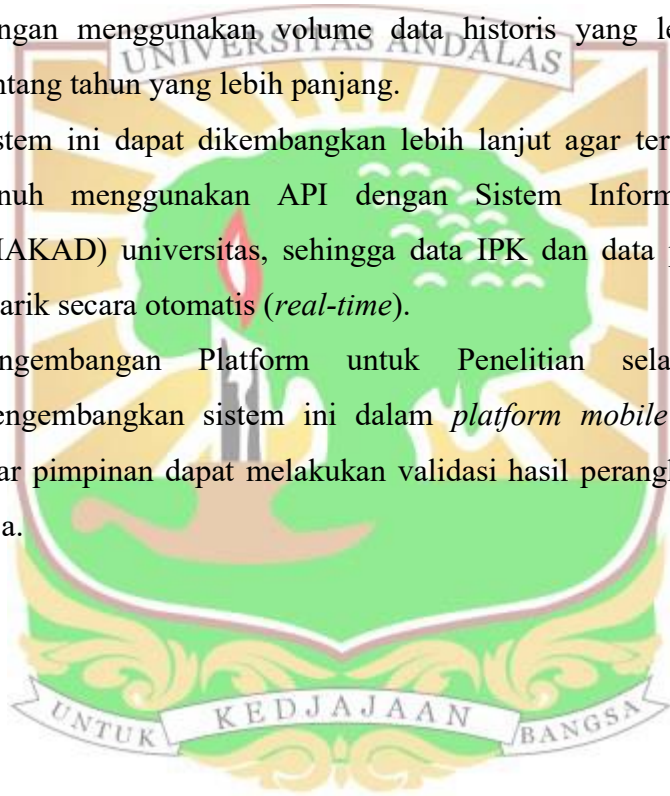 ngan menggunakan volume data historis yang le
UNIVERSITAS ANDALAS
ntang tahun yang lebih panjang.
stem ini dapat dikembangkan lebih lanjut agar ter
nuh menggunakan API dengan Sistem Inform
IAKAD) universitas, sehingga data IPK dan data
arik secara otomatis (real-time).
engembangan Platform untuk Penelitian sela
engembangkan sistem ini dalam platform mobile
ar pimpinan dapat melakukan validasi hasil perangl
a.
UNTUK KEDJAJAAN BANGSA